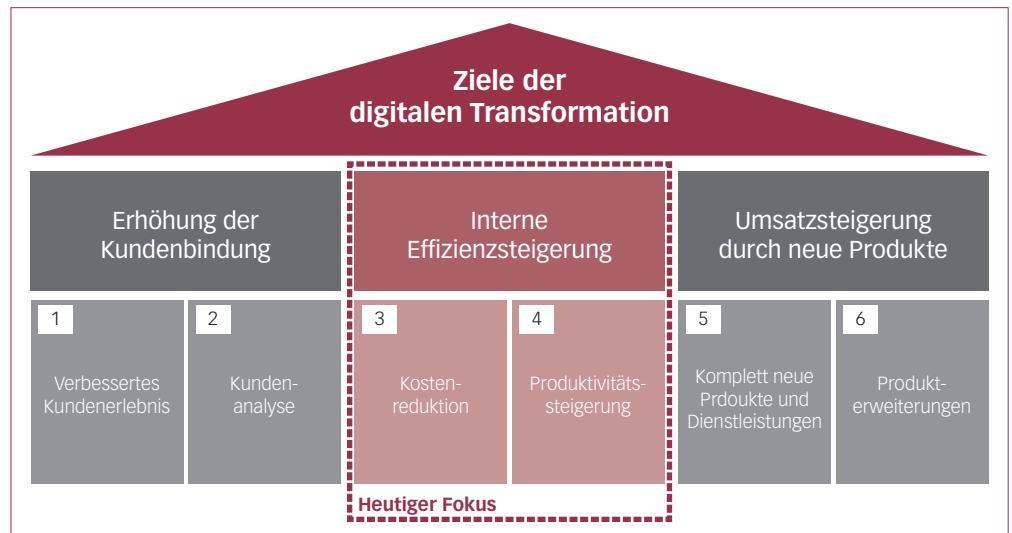 Ziele der
digitalen Transformation
Erhöhung der
Kundenbindung
Interne
Effizienzsteigerung
Umsatzsteigerung
durch neue Produkte
1
Verbessertes
Kundenerlebnis
2
Kunden-
analyse
3
Kosten-
reduktion
4
Produktivitäts-
steigerung
5
Komplett neue
Prdoukte und
Dienstleistungen
6
Produkt-
erweiterungen
Heutiger Fokus